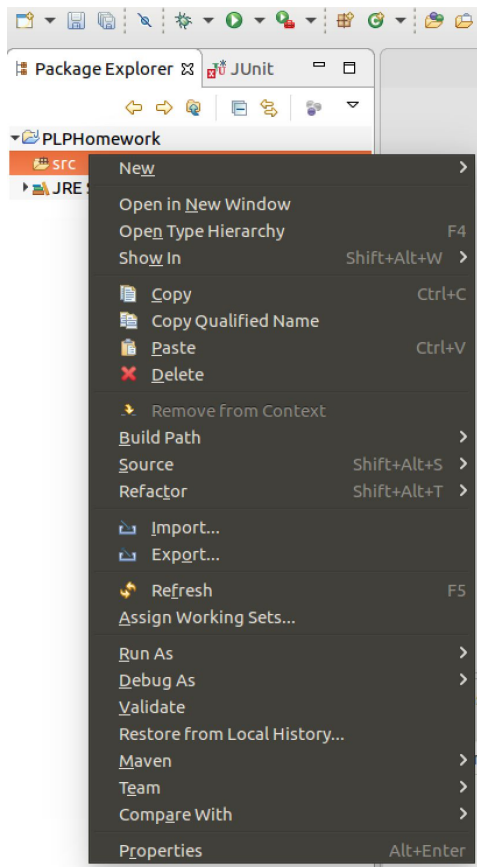 Package Explorer JUnit
PLPHomework
src
JRE
New
Open in New Window
Open Type Hierarchy F4
Show In Shift+Alt+W
Copy Ctrl+C
Copy Qualified Name
Paste Ctrl+V
Delete
Remove from Context
Build Path
Source Shift+Alt+S
Refactor Shift+Alt+T
Import...
Export...
Refresh F5
Assign Working Sets...
Run As
Debug As
Validate
Restore from Local History...
Maven
Team
Compare With
Properties Alt+Enter